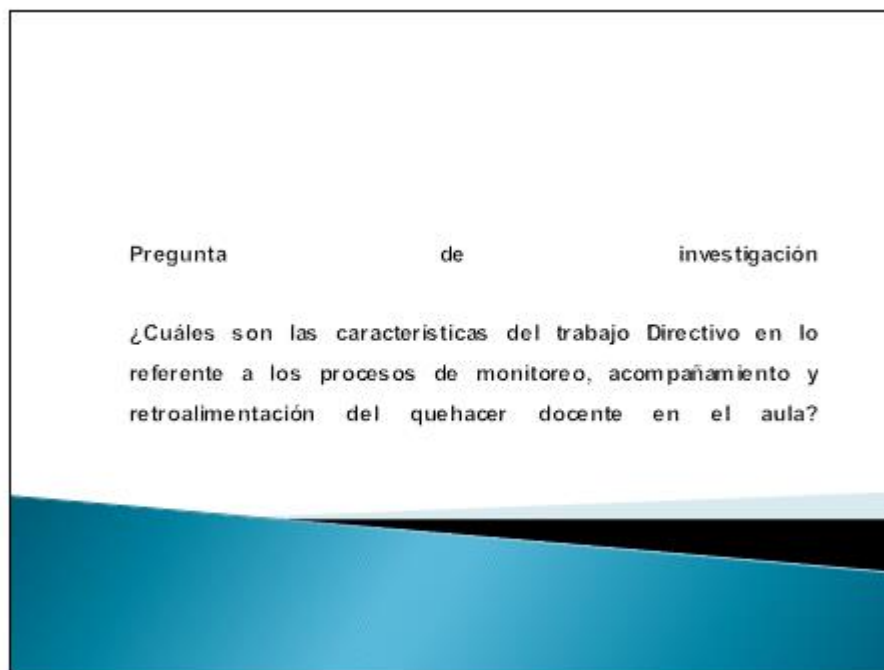 Pregunta de investigación
¿Cuáles son las características del trabajo Directivo en lo
referente a los procesos de monitoreo, acompañamiento y
retroalimentación del quehacer docente en el aula?